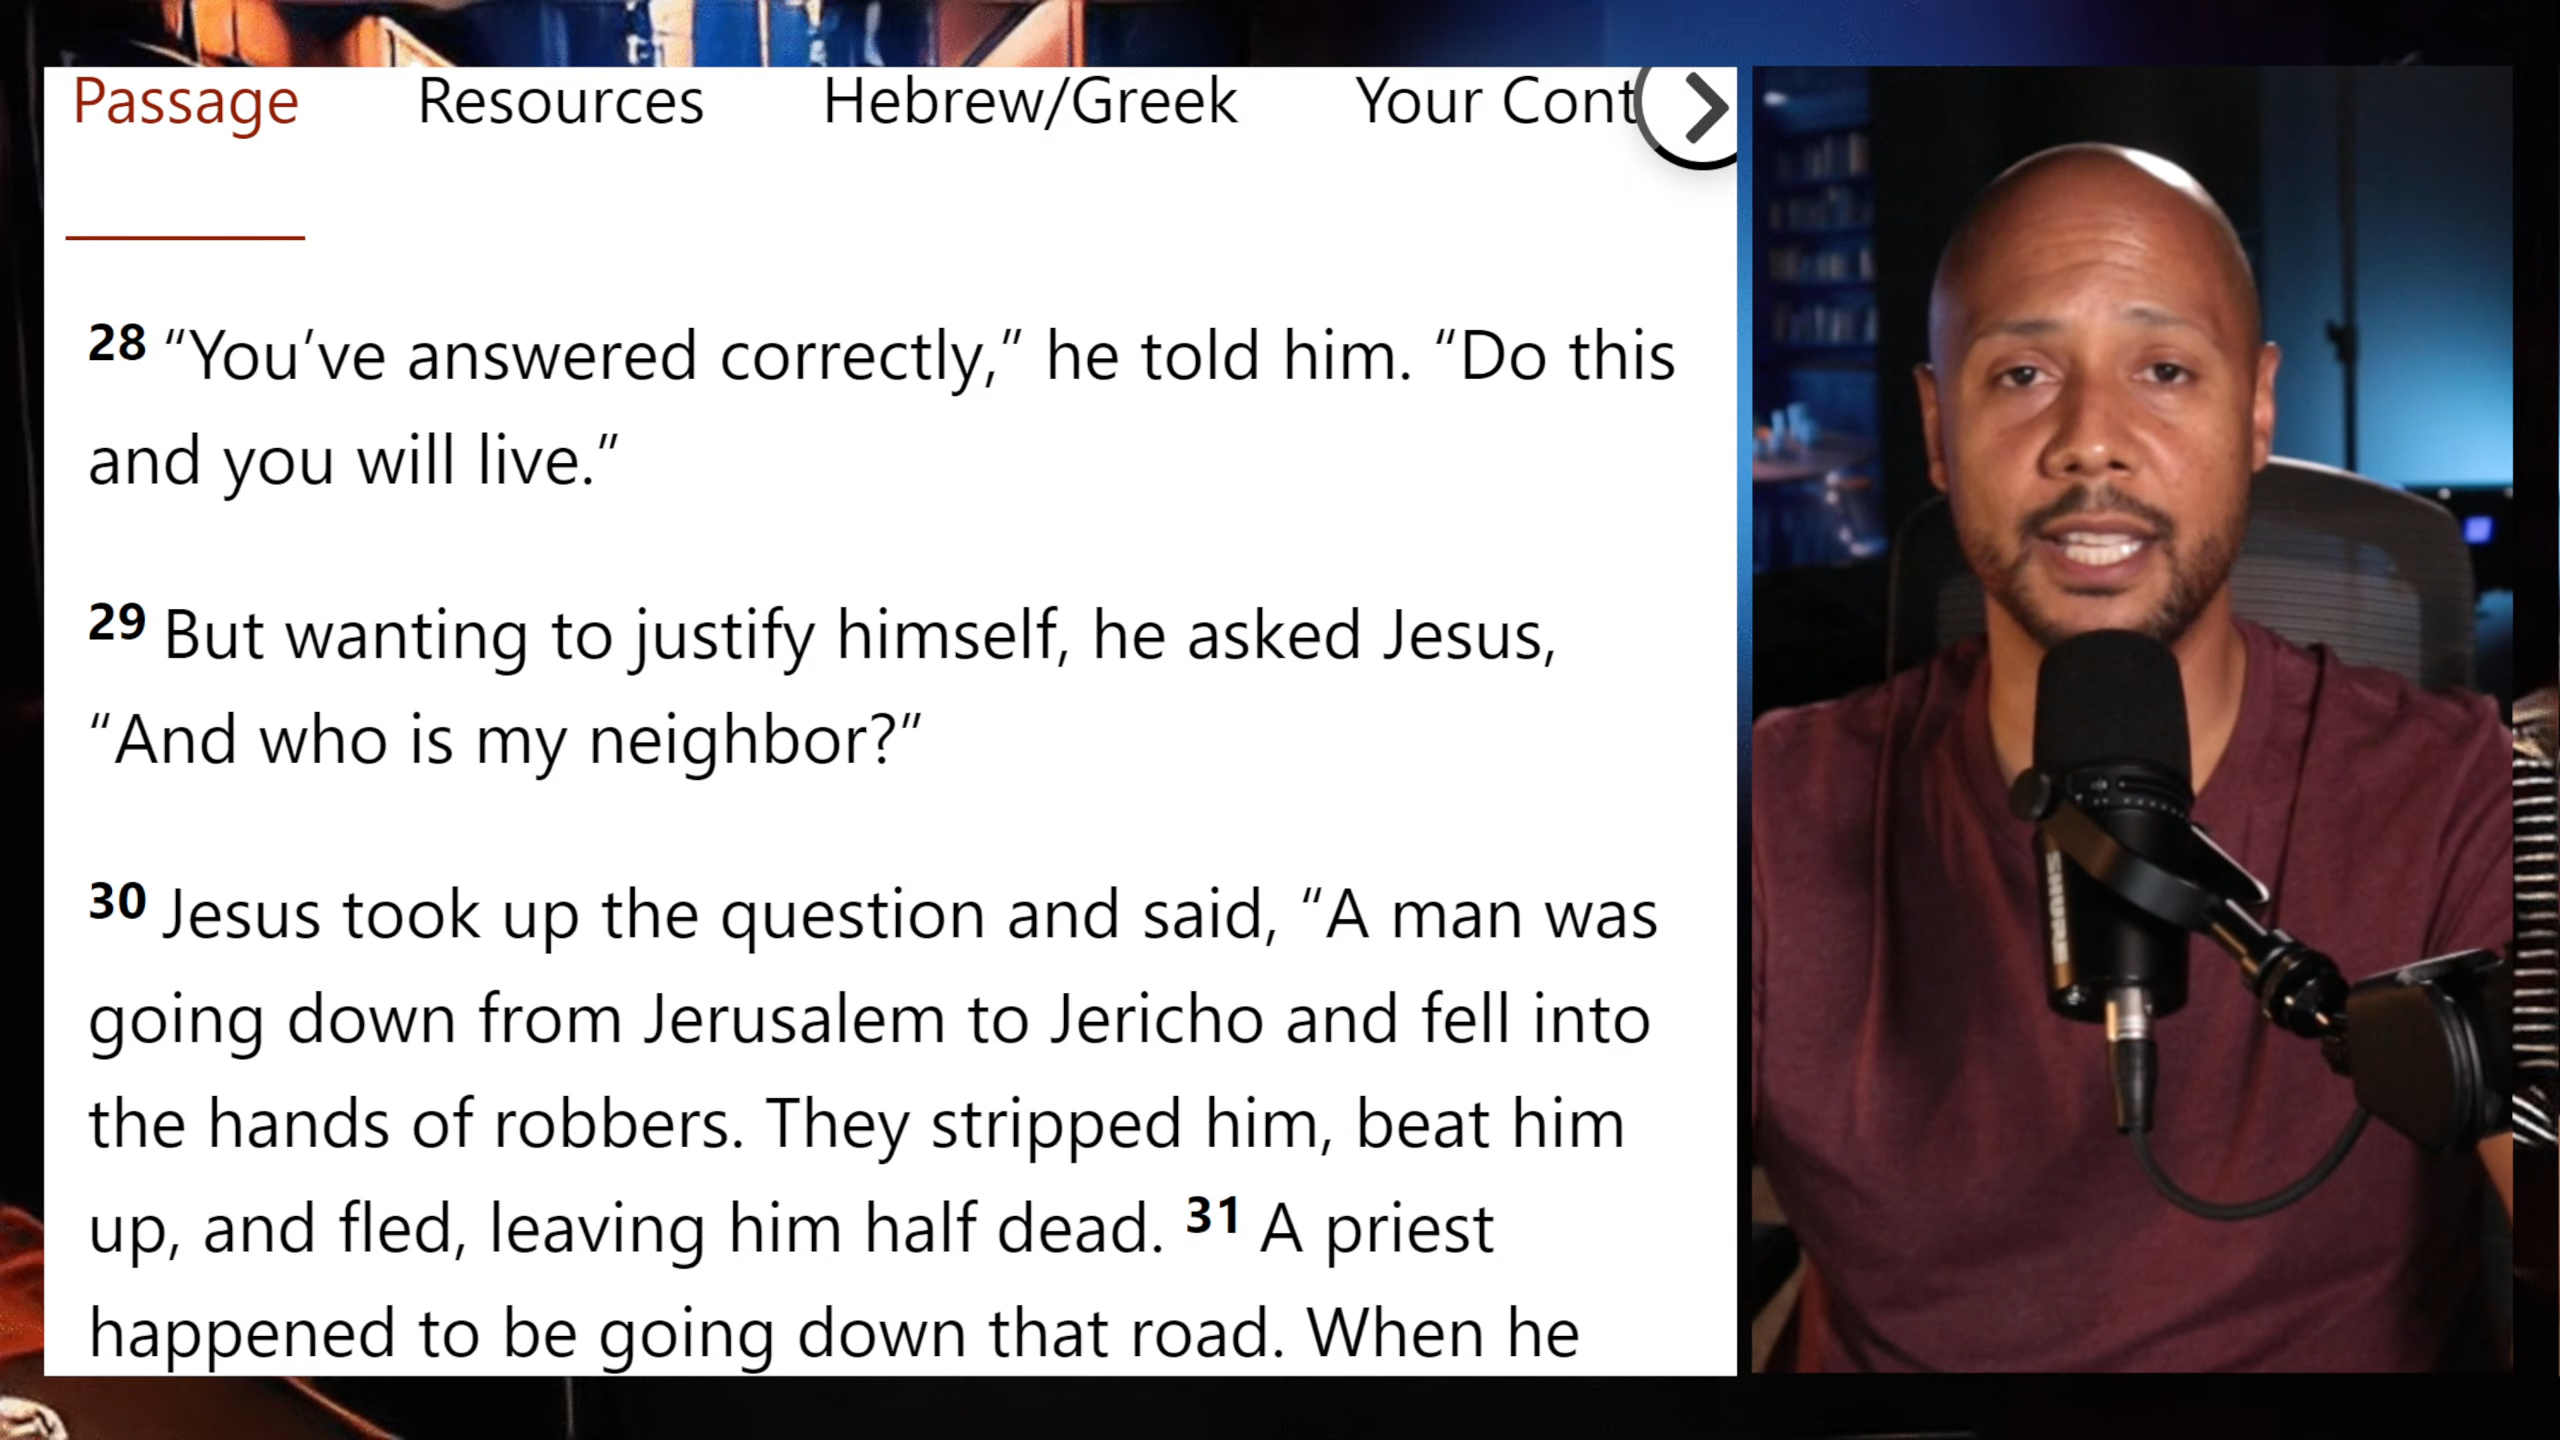 Passage Resources Hebrew/Greek Your Cont
28 “You’ve answered correctly,” he told him. “Do this
and you will live.”
29 But wanting to justify himself, he asked Jesus,
“And who is my neighbor?”
30 Jesus took up the question and said, “A man was
going down from Jerusalem to Jericho and fell into
the hands of robbers. They stripped him, beat him
up, and fled, leaving him half dead. 31 A priest
happened to be going down that road. When he
SHURE